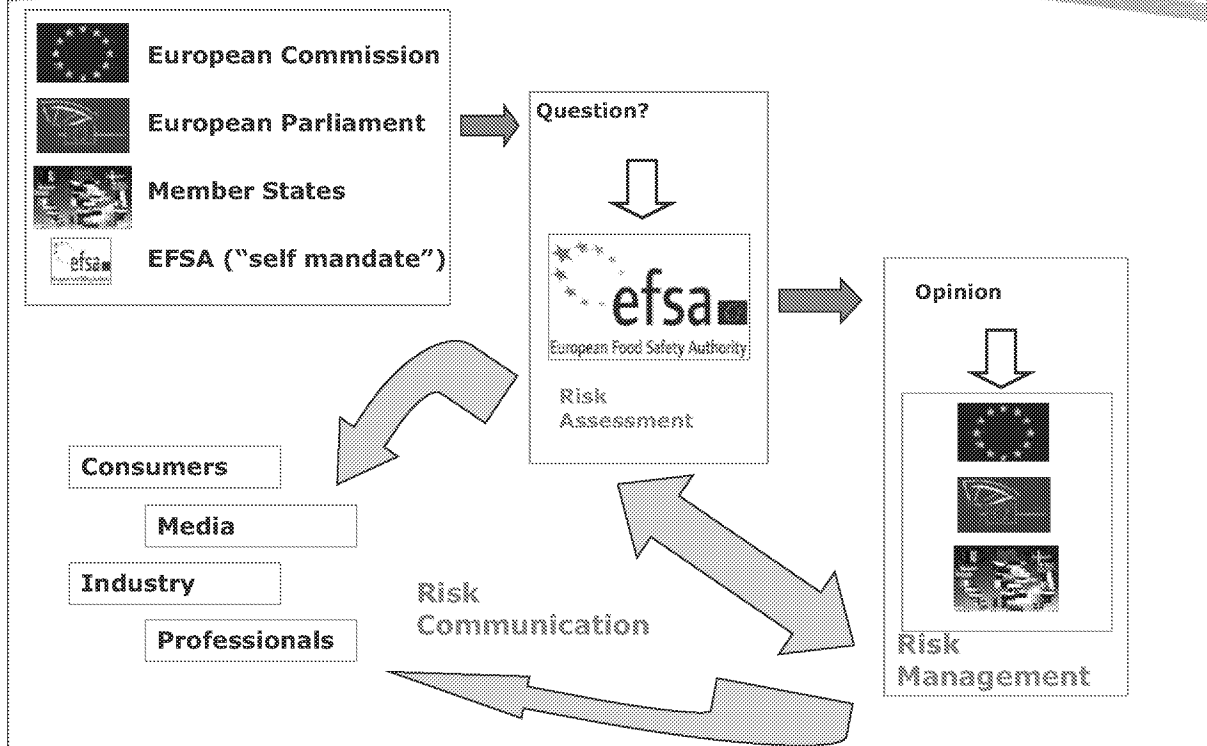 European Commission
European Parliament
Member States
efsa
EFSA (“self mandate”)
Question?
efsa
European Food Safety Authority
Risk
Assessment
Opinion
Risk
Management
Consumers
Media
Industry
Professionals
Risk
Communication